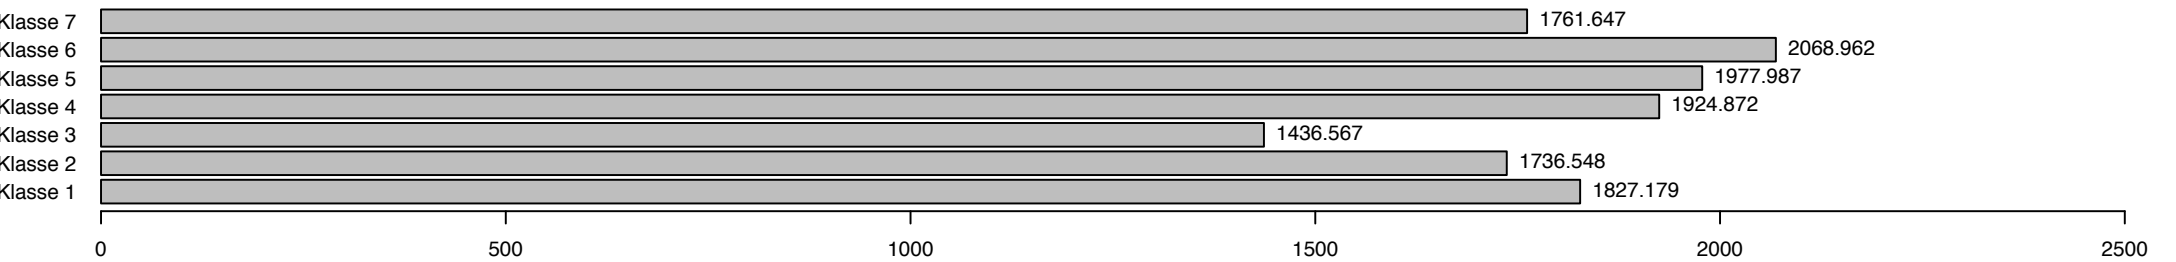 Klasse 7 1761.647
Klasse 6 2068.962
Klasse 5 1977.987
Klasse 4 1924.872
Klasse 3 1436.567
Klasse 2 1736.548
Klasse 1 1827.179
0 500 1000 1500 2000 2500